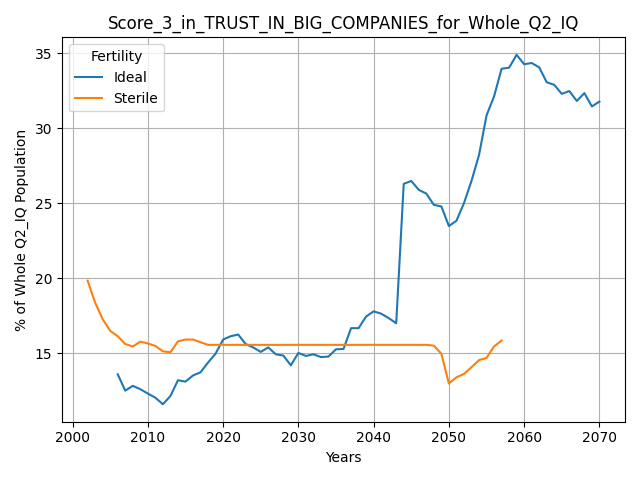 Score_3_in_TRUST_IN_BIG_COMPANIES_for_Whole_Q2_IQ
Fertility
Ideal
Sterile
% of Whole Q2_IQ Population
35
30
25
20
15
2000 2010 2020 2030 2040 2050 2060 2070
Years